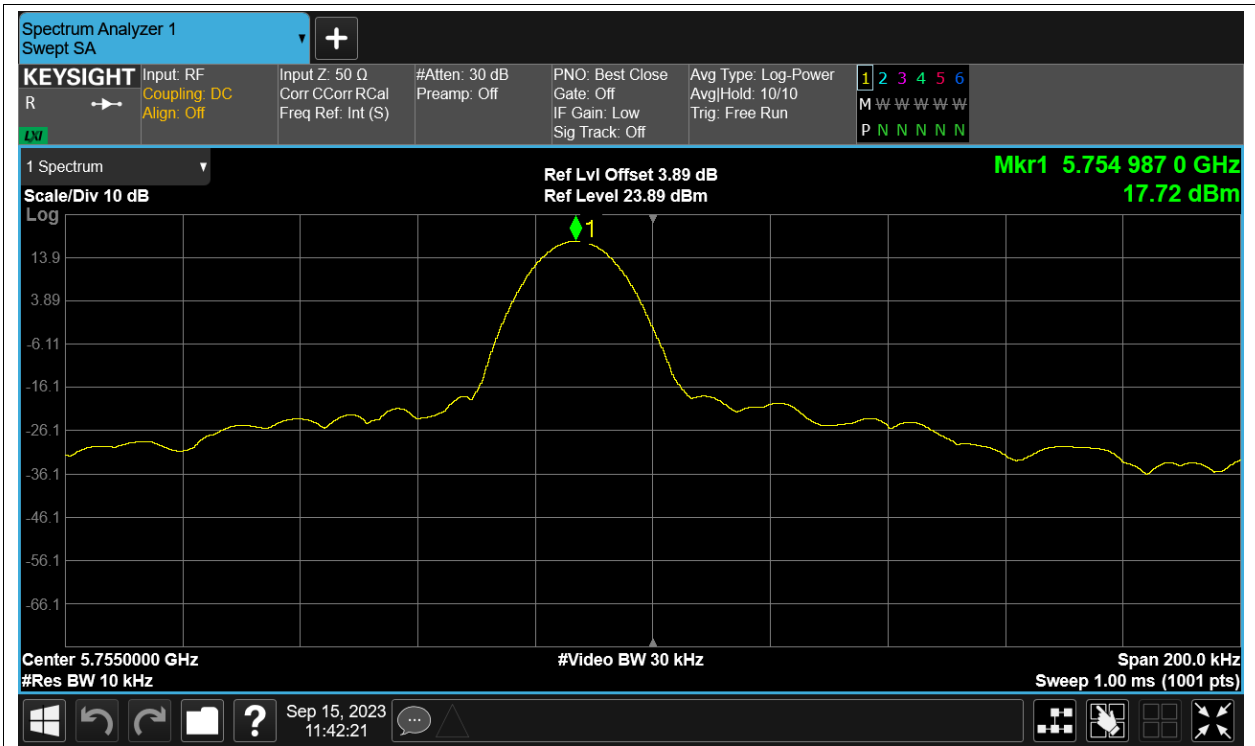 Spectrum Analyzer 1
Swept SA
KEYSIGHT
R
LXI
Input: RF
Coupling: DC
Align: Off
Input Z: 50 Ω
Corr CCorr RCal
Freq Ref: Int (S)
#Atten: 30 dB
Preamp: Off
PNO: Best Close
Gate: Off
IF Gain: Low
Sig Track: Off
Avg Type: Log-Power
Avg|Hold: 10/10
Trig: Free Run
1 2 3 4 5 6
M W W W W W
P N N N N N
1 Spectrum
Scale/Div 10 dB
Log
Ref Lvl Offset 3.89 dB
Ref Level 23.89 dBm
Mkr1 5.754 987 0 GHz
17.72 dBm
1
13.9
3.89
-6.11
-16.1
-26.1
-36.1
-46.1
-56.1
-66.1
Center 5.7550000 GHz
#Res BW 10 kHz
#Video BW 30 kHz
Span 200.0 kHz
Sweep 1.00 ms (1001 pts)
?
Sep 15, 2023
11:42:21